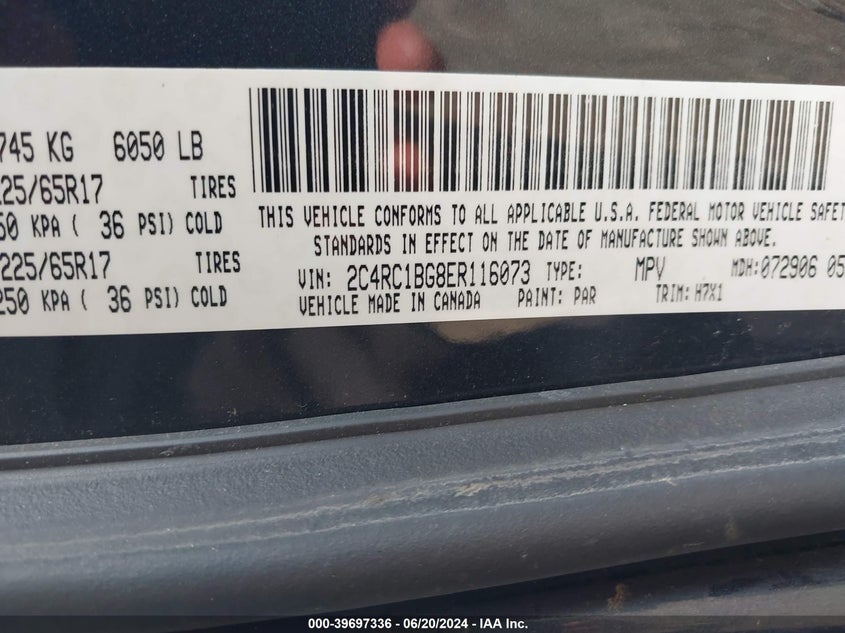 745 KG 6050 LB
225/65R17 TIRES
250 KPA ( 36 PSI) COLD
225/65R17 TIRES
250 KPA ( 36 PSI) COLD
THIS VEHICLE CONFORMS TO ALL APPLICABLE U.S.A. FEDERAL MOTOR VEHICLE SAFET
STANDARDS IN EFFECT ON THE DATE OF MANUFACTURE SHOWN ABOVE.
VIN: 2C4RC1BG8ER116073 TYPE: MPV MDH:072906 05
VEHICLE MADE IN CANADA PAINT: PAR TRIM: H7X1
000-39697336 - 06/20/2024 - IAA Inc.